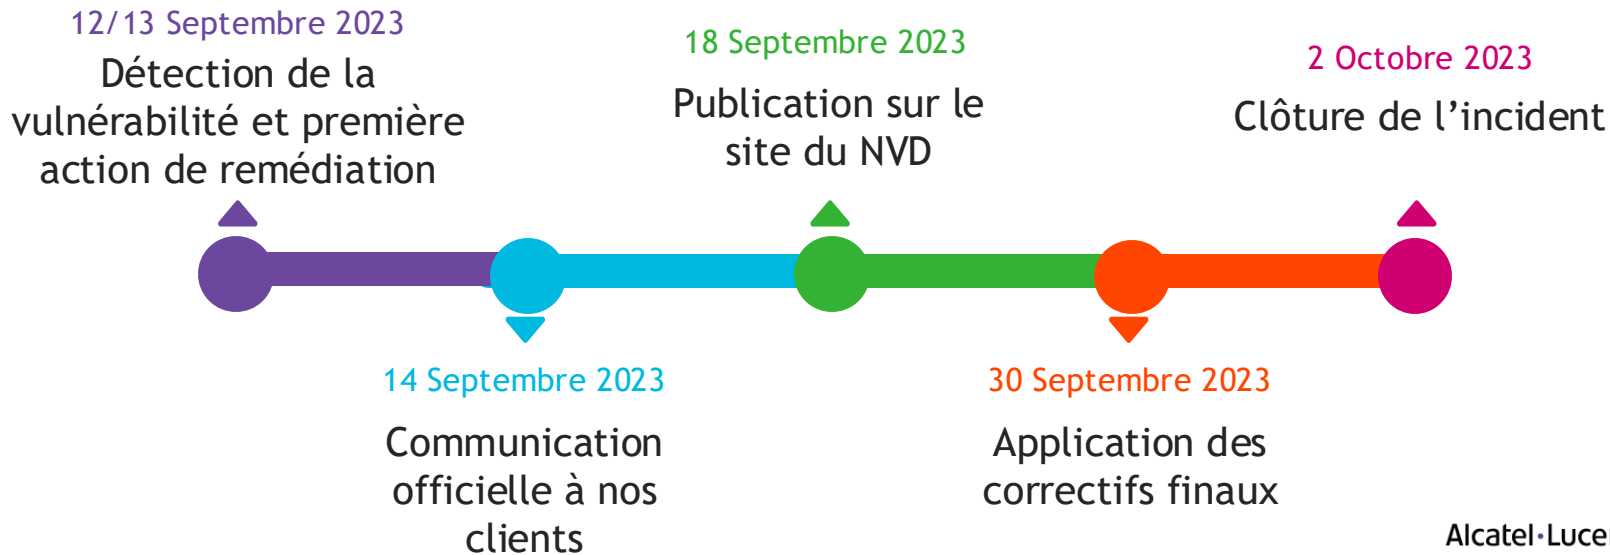 12/13 Septembre 2023
Détection de la
vulnérabilité et première
action de remédiation
14 Septembre 2023
Communication
officielle à nos
clients
18 Septembre 2023
Publication sur le
site du NVD
30 Septembre 2023
Application des
correctifs finaux
2 Octobre 2023
Clôture de l’incident
Alcatel·Luce